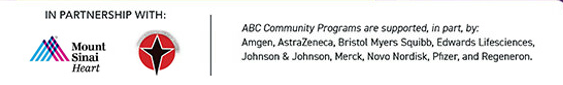 IN PARTNERSHIP WITH:
Mount
Sinai
Heart
ABC Community Programs are supported, in part, by:
Amgen, AstraZeneca, Bristol Myers Squibb, Edwards Lifesciences,
Johnson & Johnson, Merck, Novo Nordisk, Pfizer, and Regeneron.